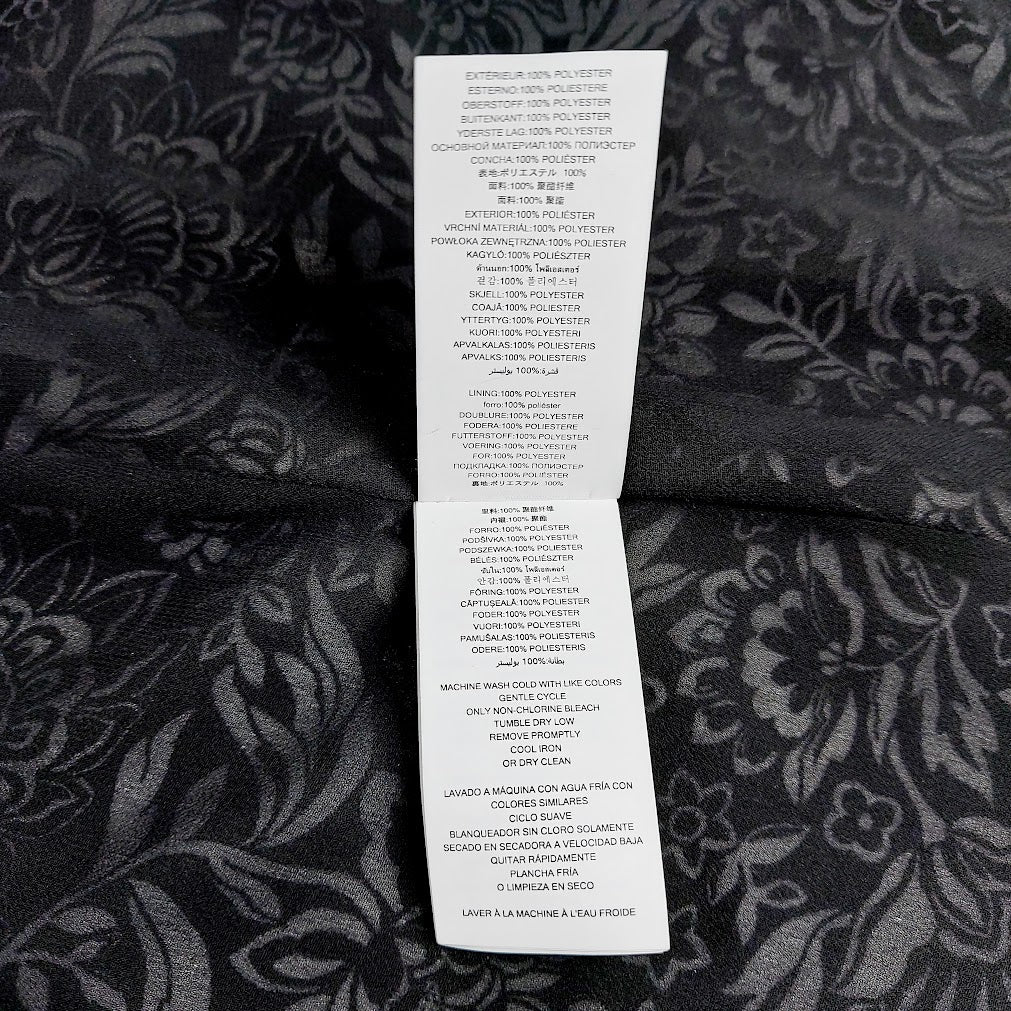 EXTÉRIEUR:100% POLYESTER
ESTERNO:100% POLIESTERE
OBERSTOFF:100% POLYESTER
BUITENKANT:100% POLYESTER
YDERSTE LAG:100% POLYESTER
ОСНОВНОЙ МАТЕРИАЛ:100% ПОЛИЭСТЕР
CONCHA:100% POLIÉSTER
表地:ポリエステル 100%
面料:100% 聚酯纤维
面料:100% 聚酯
EXTERIOR:100% POLIÉSTER
VRCHNÍ MATERIÁL:100% POLYESTER
POWŁOKA ZEWNĘTRZNA:100% POLIESTER
KAGYLÓ:100% POLIÉSZTER
ด้านนอก:100% โพลิเอสเตอร์
겉감:100% 폴리에스터
SKJELL:100% POLYESTER
COAJĂ:100% POLIESTER
YTTERTYG:100% POLYESTER
KUORI:100% POLYESTERI
APVALKALAS:100% POLIESTERIS
APVALKS:100% POLIESTERIS
قشرة:%100 بوليستر
LINING:100% POLYESTER
forro:100% poliéster
DOUBLURE:100% POLYESTER
FODERA:100% POLIESTERE
FUTTERSTOFF:100% POLYESTER
VOERING:100% POLYESTER
FOR:100% POLYESTER
ПОДКЛАДКА:100% ПОЛИЭСТЕР
FORRO:100% POLIÉSTER
裏地:ポリエステル 100%
里料:100% 聚酯纤维
内裡:100% 聚酯
FORRO:100% POLIÉSTER
PODŠÍVKA:100% POLYESTER
PODSZEWKA:100% POLIESTER
BÉLÉS:100% POLIÉSZTER
ซับใน:100% โพลิเอสเตอร์
안감:100% 폴리에스터
FÔRING:100% POLYESTER
CĂPTUȘEALĂ:100% POLIESTER
FODER:100% POLYESTER
VUORI:100% POLYESTERI
PAMUŠALAS:100% POLIESTERIS
ODERE:100% POLIESTERIS
بطانة:%100 بوليستر
MACHINE WASH COLD WITH LIKE COLORS
GENTLE CYCLE
ONLY NON-CHLORINE BLEACH
TUMBLE DRY LOW
REMOVE PROMPTLY
COOL IRON
OR DRY CLEAN
LAVADO A MÁQUINA CON AGUA FRÍA CON
COLORES SIMILARES
CICLO SUAVE
BLANQUEADOR SIN CLORO SOLAMENTE
SECADO EN SECADORA A VELOCIDAD BAJA
QUITAR RÁPIDAMENTE
PLANCHA FRÍA
O LIMPIEZA EN SECO
LAVER À LA MACHINE À L'EAU FROIDE